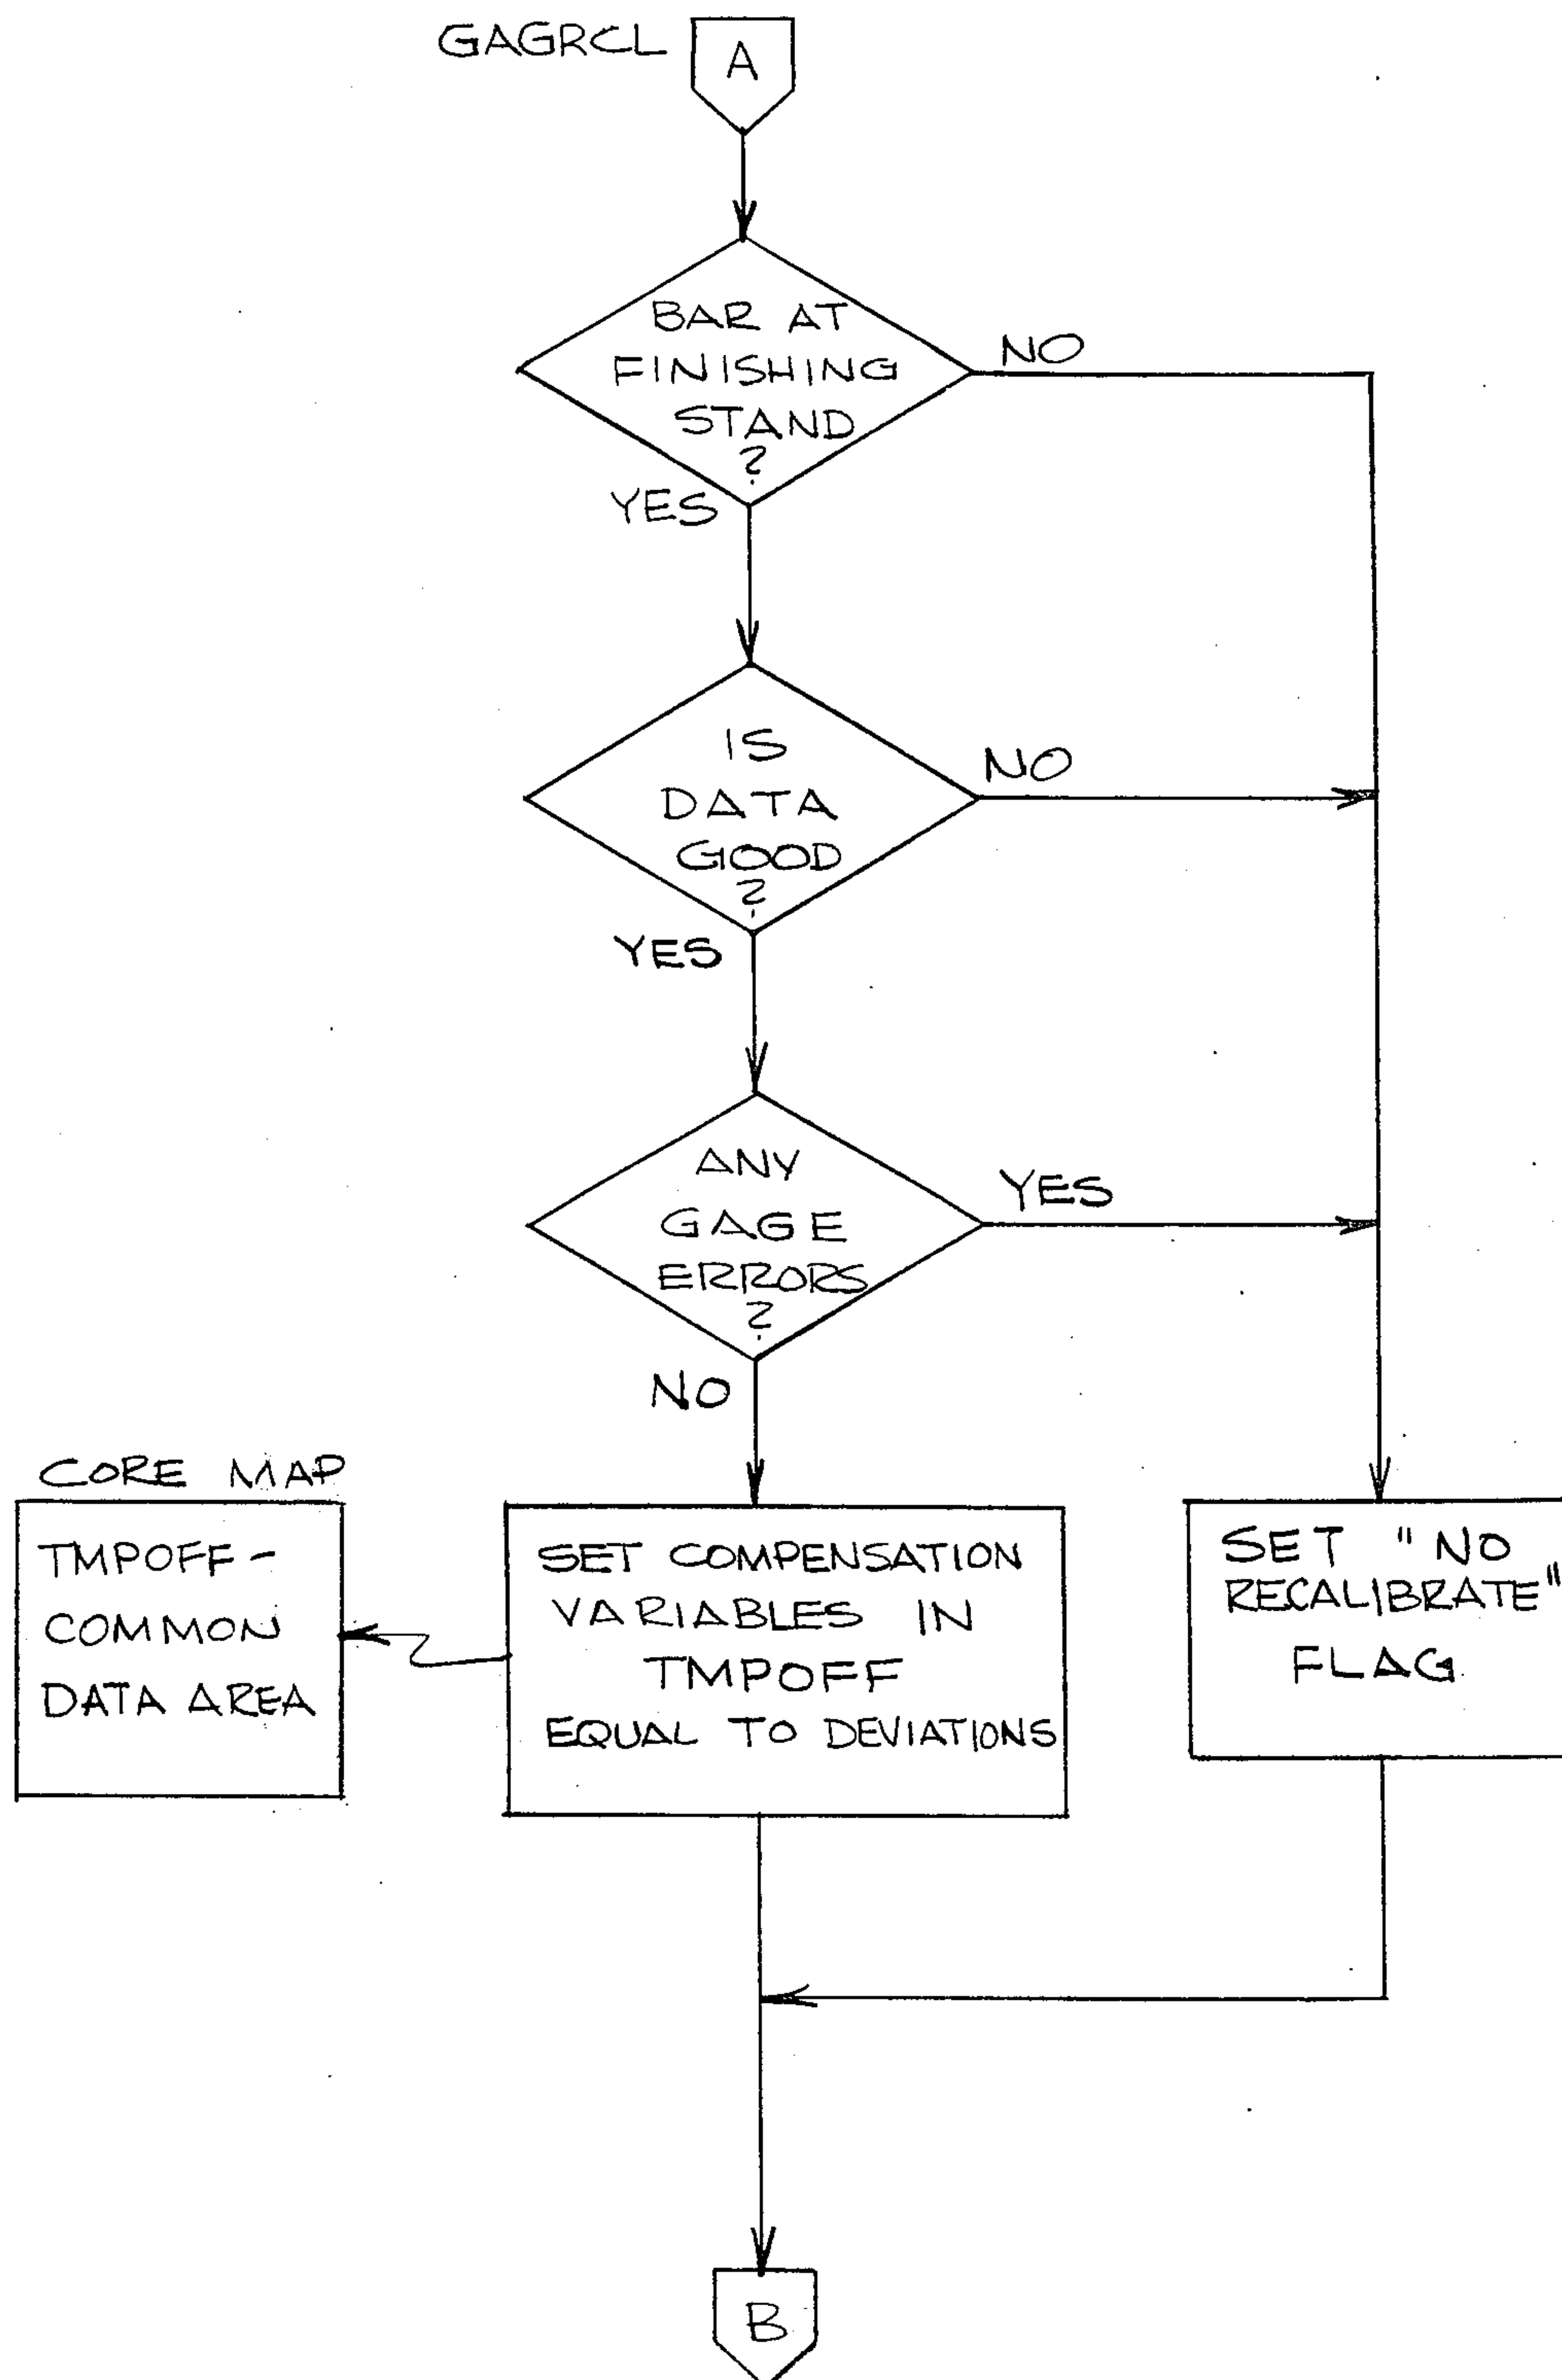 GAGRCL
A
BAR AT
FINISHING
STAND
?
NO
YES
IS
DATA
GOOD
?
NO
YES
ANY
GAGE
ERRORS
?
YES
NO
CORE MAP
TMPOFF -
COMMON
DATA AREA
SET COMPENSATION
VARIABLES IN
TMPOFF
EQUAL TO DEVIATIONS
SET "NO
RECALIBRATE"
FLAG
B